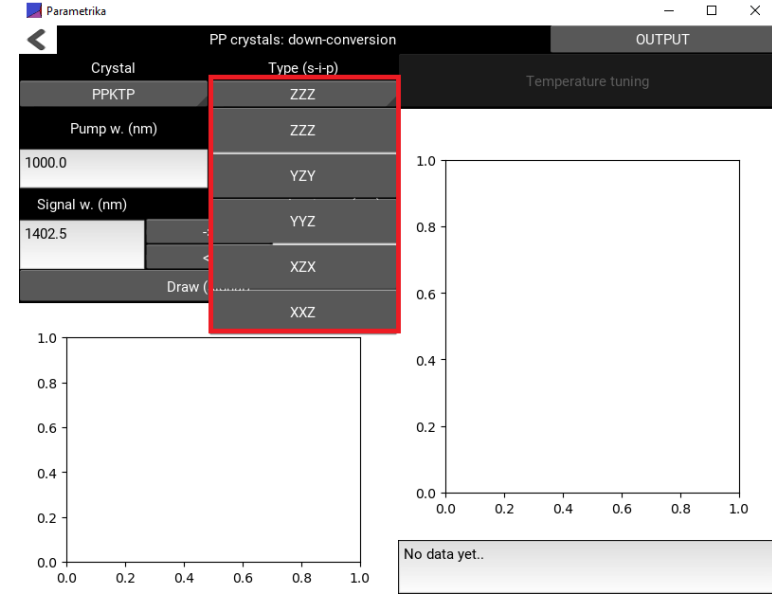 Parametrika
PP crystals: down-conversion
OUTPUT
Crystal
Type (s-i-p)
Temperature tuning
PPKTP
ZZZ
Pump w. (nm)
ZZZ
1000.0
YZY
Signal w. (nm)
YYZ
1402.5
XZX
Draw (
XXZ
1.0
0.8
0.6
0.4
0.2
0.0
0.0 0.2 0.4 0.6 0.8 1.0
1.0
0.8
0.6
0.4
0.2
0.0
0.0 0.2 0.4 0.6 0.8 1.0
No data yet..